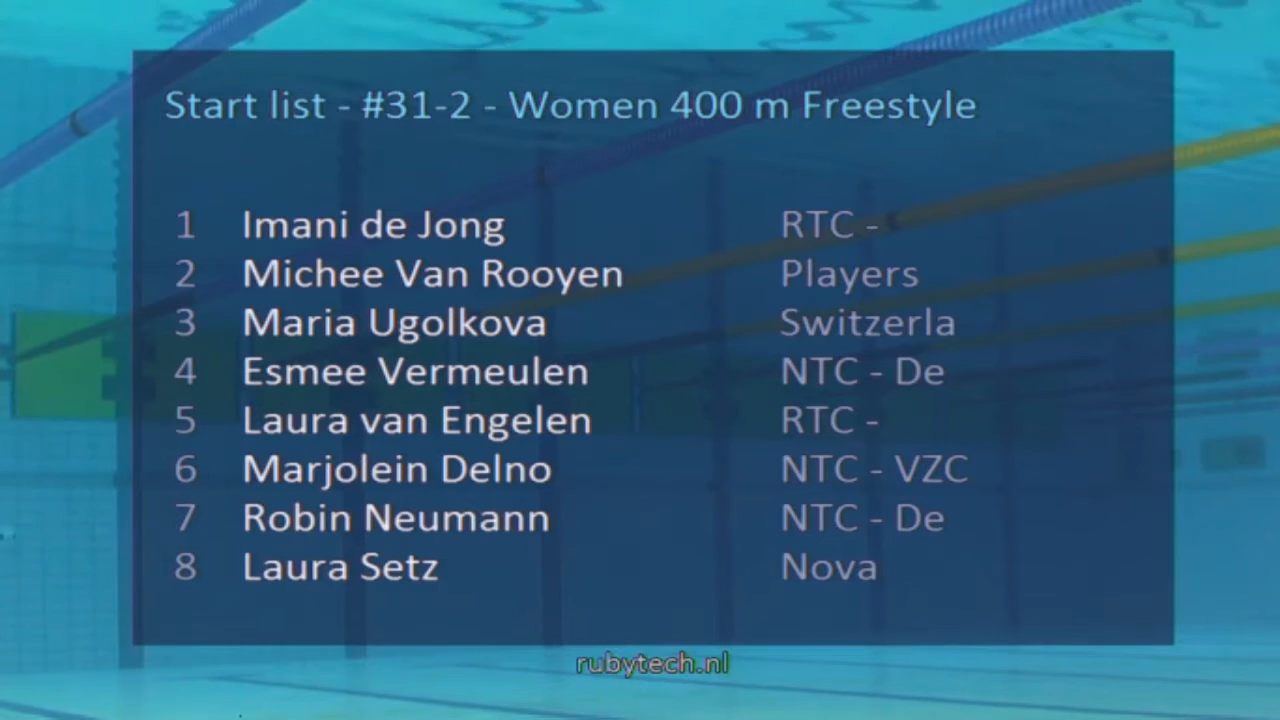 Start list - #31-2 - Women 400 m Freestyle
1 Imani de Jong RTC -
2 Michee Van Rooyen Players
3 Maria Ugolkova Switzerla
4 Esmee Vermeulen NTC - De
5 Laura van Engelen RTC -
6 Marjolein Delno NTC - VZC
7 Robin Neumann NTC - De
8 Laura Setz Nova
rubytech.nl